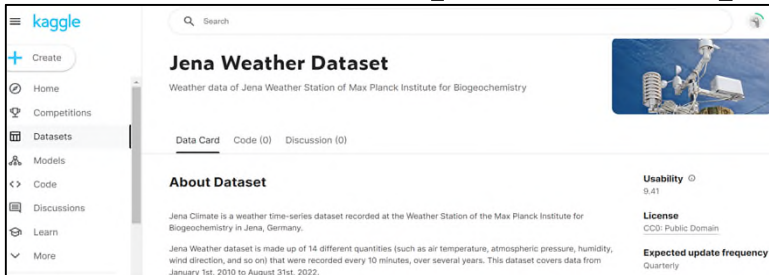 kaggle
Search
Create
Home
Competitions
Datasets
Models
Code
Discussions
Learn
More
Jena Weather Dataset
Weather data of Jena Weather Station of Max Planck Institute for Biogeochemistry
Data Card Code (0) Discussion (0)
About Dataset
Jena Climate is a weather time-series dataset recorded at the Weather Station of the Max Planck Institute for
Biogeochemistry in Jena, Germany.
Jena Weather dataset is made up of 14 different quantities (such as air temperature, atmospheric pressure, humidity,
wind direction, and so on) that were recorded every 10 minutes, over several years. This dataset covers data from
January 1st, 2010 to August 31st, 2022.
Usability
9.41
License
CC0: Public Domain
Expected update frequency
Quarterly